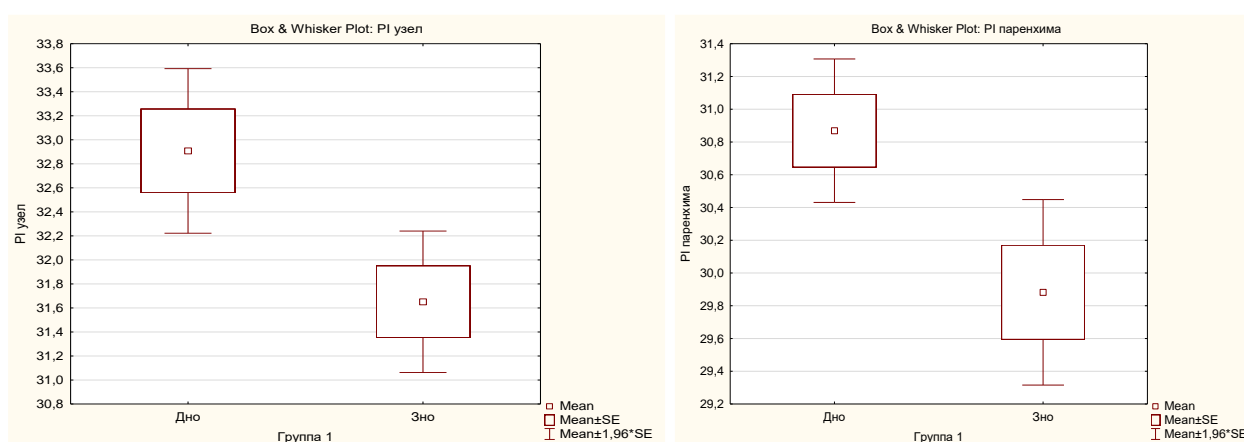 Box & Whisker Plot: PI узел
33,8
33,6
33,4
33,2
33,0
32,8
32,6
32,4
32,2
32,0
31,8
31,6
31,4
31,2
31,0
30,8
PI узел
Дно
Зно
Группа 1
Mean
Mean±SE
Mean±1,96*SE
Box & Whisker Plot: PI паренхима
31,4
31,2
31,0
30,8
30,6
30,4
30,2
30,0
29,8
29,6
29,4
29,2
PI паренхима
Дно
Зно
Группа 1
Mean
Mean±SE
Mean±1,96*SE